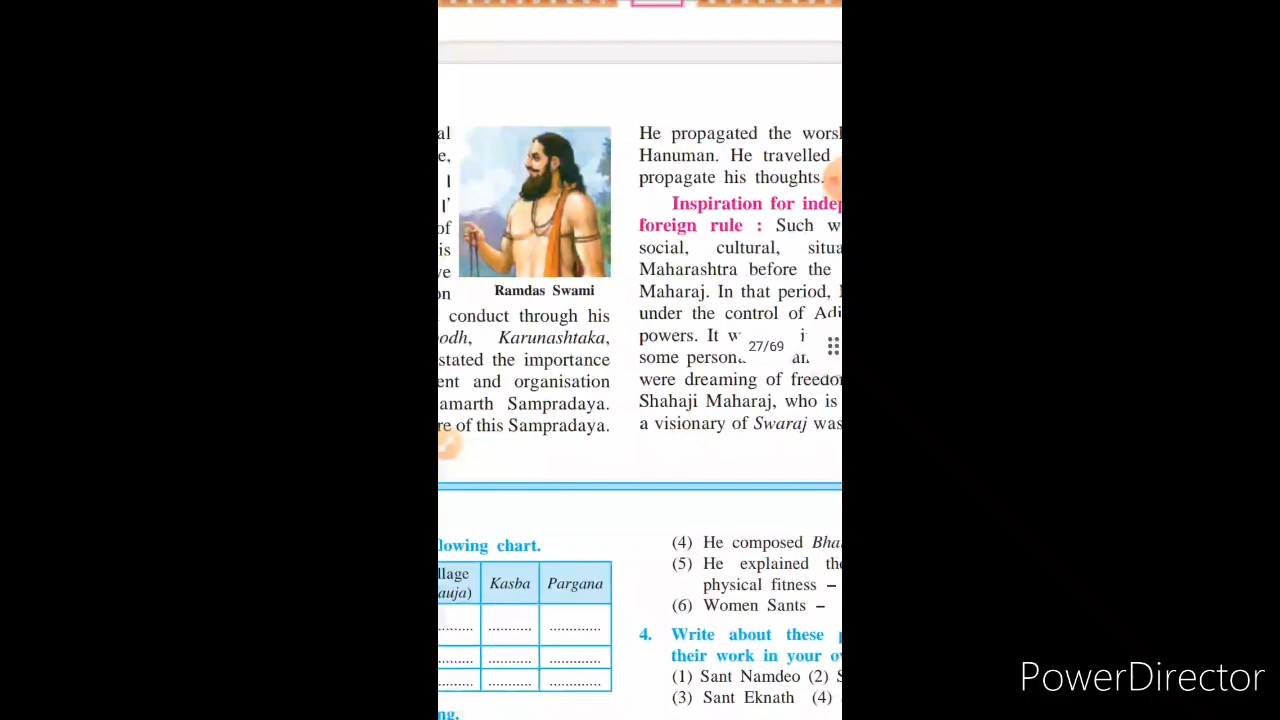 al
e,
of
is
ve
on
Ramdas Swami
conduct through his
odh, Karunashtaka,
stated the importance
ent and organisation
amarth Sampradaya.
re of this Sampradaya.
He propagated the wors
Hanuman. He travelled
propagate his thoughts.
Inspiration for inde
foreign rule : Such w
social, cultural, situa
Maharashtra before the
Maharaj. In that period,
under the control of Adi
powers. It w
some person
were dreaming of freedo
Shahaji Maharaj, who is
a visionary of Swaraj was
27/69
lowing chart.
llage Kasba Pargana
auja)
.......... ........... .............
.......... ........... .............
.......... ........... .............
ng.
(4) He composed Bha
(5) He explained the
physical fitness –
(6) Women Sants –
4. Write about these
their work in your o
(1) Sant Namdeo (2) S
(3) Sant Eknath (4)
PowerDirector